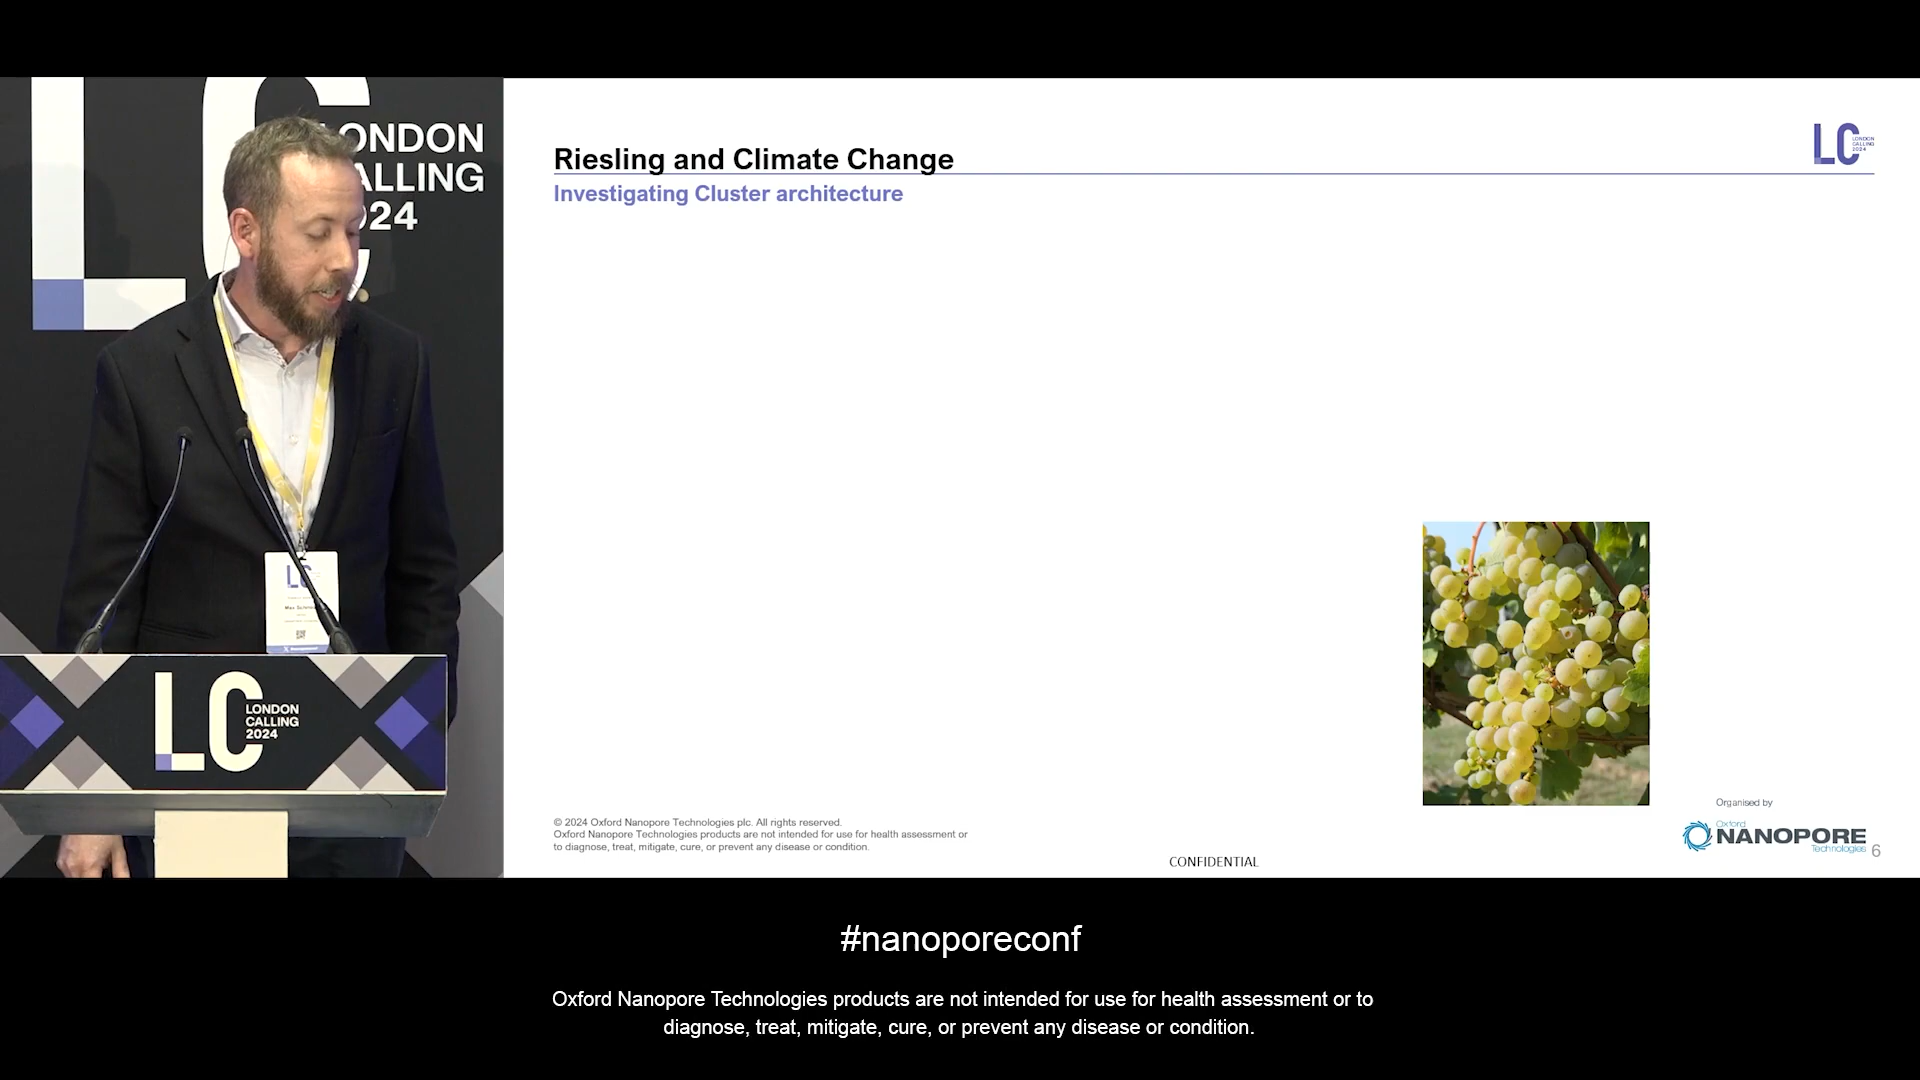 LONDON
CALLING
2024
Riesling and Climate Change
Investigating Cluster architecture
LC LONDON CALLING 2024
LC
LC
LONDON
CALLING
2024
© 2024 Oxford Nanopore Technologies plc. All rights reserved.
Oxford Nanopore Technologies products are not intended for use for health assessment or
to diagnose, treat, mitigate, cure, or prevent any disease or condition.
CONFIDENTIAL
Organised by
Oxford
NANOPORE
Technologies
6
#nanoporeconf
Oxford Nanopore Technologies products are not intended for use for health assessment or to
diagnose, treat, mitigate, cure, or prevent any disease or condition.